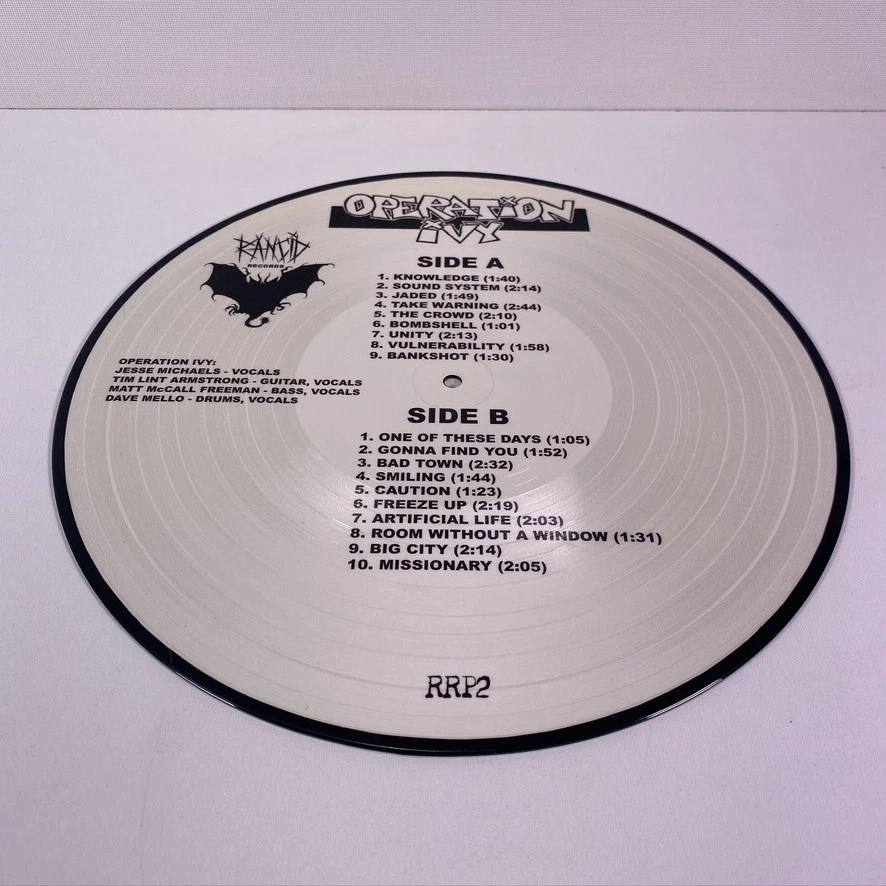 OPERATION
iVY
RANCID
RECORDS
SIDE A
1. KNOWLEDGE (1:40)
2. SOUND SYSTEM (2:14)
3. JADED (1:49)
4. TAKE WARNING (2:44)
5. THE CROWD (2:10)
6. BOMBSHELL (1:01)
7. UNITY (2:13)
8. VULNERABILITY (1:58)
9. BANKSHOT (1:30)
OPERATION IVY:
JESSE MICHAELS - VOCALS
TIM LINT ARMSTRONG - GUITAR, VOCALS
MATT McCALL FREEMAN - BASS, VOCALS
DAVE MELLO - DRUMS, VOCALS
SIDE B
1. ONE OF THESE DAYS (1:05)
2. GONNA FIND YOU (1:52)
3. BAD TOWN (2:32)
4. SMILING (1:44)
5. CAUTION (1:23)
6. FREEZE UP (2:19)
7. ARTIFICIAL LIFE (2:03)
8. ROOM WITHOUT A WINDOW (1:31)
9. BIG CITY (2:14)
10. MISSIONARY (2:05)
RRP2